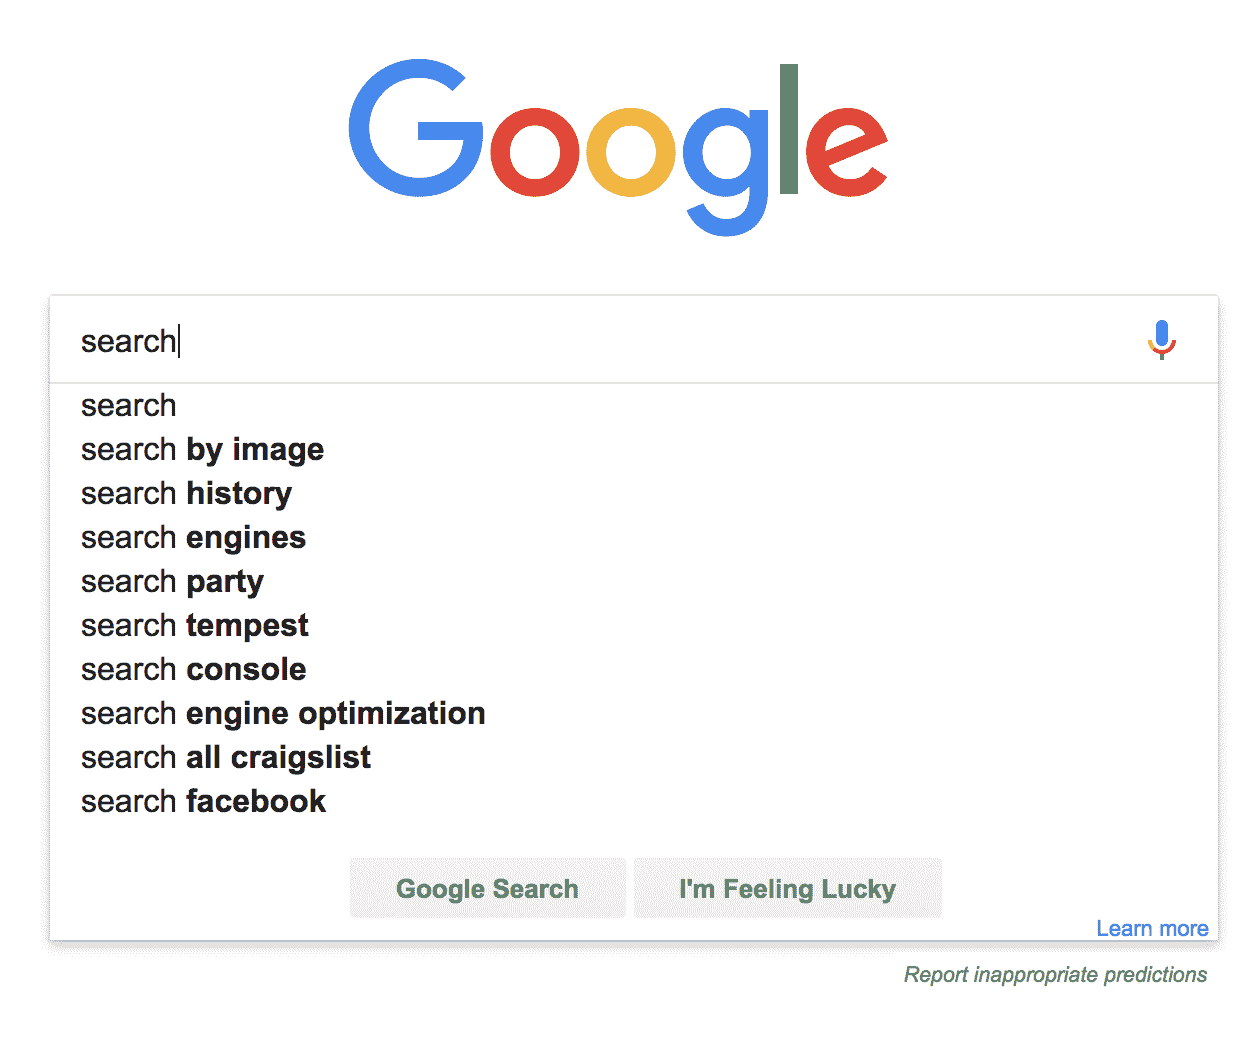 Google
search
search
search by image
search history
search engines
search party
search tempest
search console
search engine optimization
search all craigslist
search facebook
Google Search
I'm Feeling Lucky
Learn more
Report inappropriate predictions